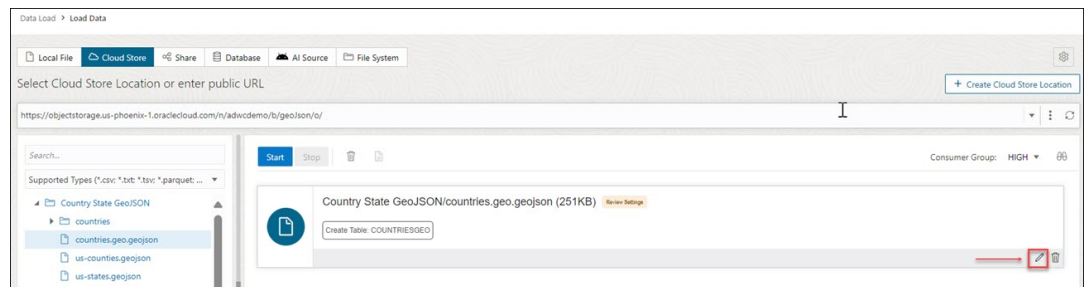 Data Load > Load Data
Local File Cloud Store Share Database AI Source File System
Select Cloud Store Location or enter public URL
+ Create Cloud Store Location
https://objectstorage.us-phoenix-1.oraclecloud.com/n/adwcdemo/b/geoJson/o/
Search...
Start Stop
Consumer Group: HIGH
Supported Types (*.csv; *.txt; *.tsv; *.parquet; ...
Country State GeoJSON
countries
countries.geo.geojson
us-counties.geojson
us-states.geojson
Country State GeoJSON/countries.geo.geojson (251KB) Review Settings
Create Table: COUNTRIESGEO